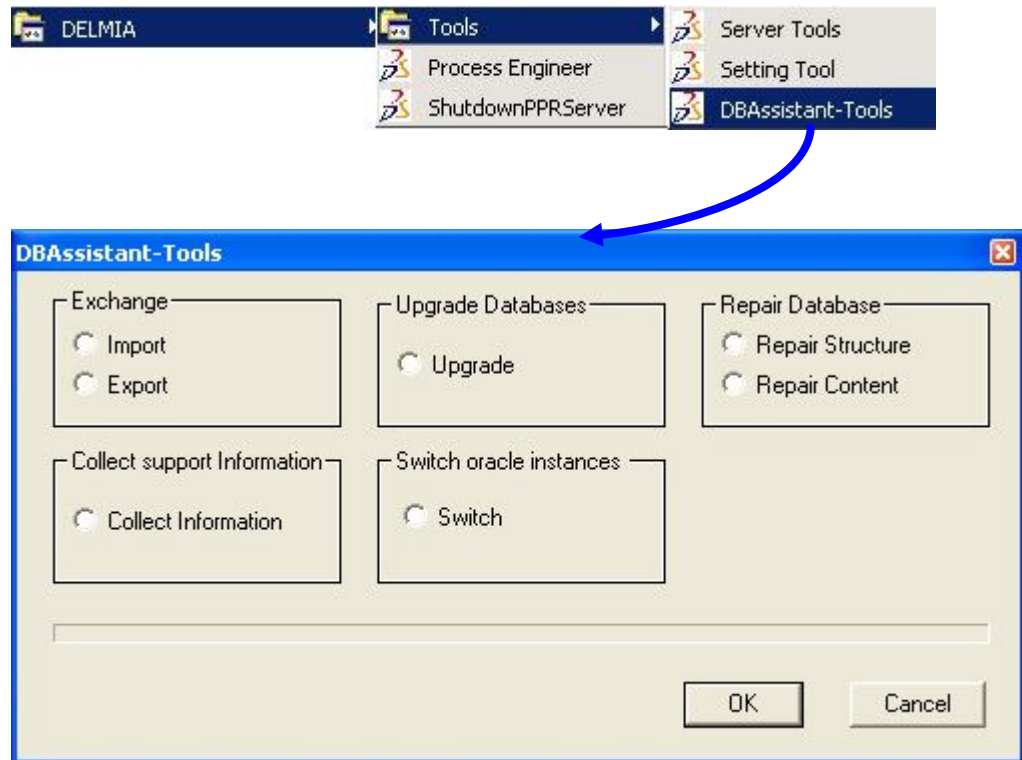 DELMIA Tools Server Tools
Process Engineer Setting Tool
ShutdownPPRServer DBAssistant-Tools
DBAssistant-Tools
Exchange Upgrade Databases Repair Database
Import Upgrade Repair Structure
Export Repair Content
Collect support Information Switch oracle instances
Collect Information Switch
OK Cancel